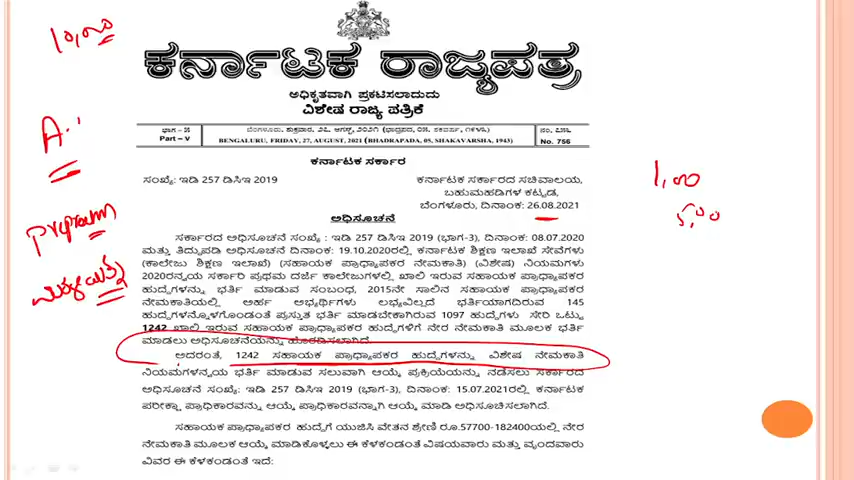 10,00
A.
ಕರ್ನಾಟಕ ರಾಜ್ಯಪತ್ರ
ಅಧಿಕೃತವಾಗಿ ಪ್ರಕಟಿಸಲಾದುದು
ವಿಶೇಷ ರಾಜ್ಯ ಪತ್ರಿಕೆ
Part – V
BENGALURU, FRIDAY, 27, AUGUST, 2021 (BHADRAPADA, 05, SHAKAVARSHA, 1943)
No. 756
ಕರ್ನಾಟಕ ಸರ್ಕಾರ
ಸಂಖ್ಯೆ: ಇಡಿ 257 ಡಿಸಿಇ 2019
ಕರ್ನಾಟಕ ಸರ್ಕಾರದ ಸಚಿವಾಲಯ,
ಬಹುಮಹಡಿಗಳ ಕಟ್ಟಡ,
ಬೆಂಗಳೂರು, ದಿನಾಂಕ: 26.08.2021
1,00
5,00
ಅಧಿಸೂಚನೆ
ಸರ್ಕಾರದ ಅಧಿಸೂಚನೆ ಸಂಖ್ಯೆ : ಇಡಿ 257 ಡಿಸಿಇ 2019 (ಭಾಗ-3), ದಿನಾಂಕ: 08.07.2020
ಮತ್ತು ತಿದ್ದುಪಡಿ ಅಧಿಸೂಚನೆ ದಿನಾಂಕ: 19.10.2020ರಲ್ಲಿ ಕರ್ನಾಟಕ ಶಿಕ್ಷಣ ಇಲಾಖೆ ಸೇವೆಗಳು
(ಕಾಲೇಜು ಶಿಕ್ಷಣ ಇಲಾಖೆ) (ಸಹಾಯಕ ಪ್ರಾಧ್ಯಾಪಕರ ನೇಮಕಾತಿ) (ವಿಶೇಷ) ನಿಯಮಗಳು
2020ರನ್ವಯ ಸರ್ಕಾರಿ ಪ್ರಥಮ ದರ್ಜೆ ಕಾಲೇಜುಗಳಲ್ಲಿ ಖಾಲಿ ಇರುವ ಸಹಾಯಕ ಪ್ರಾಧ್ಯಾಪಕರ
ಹುದ್ದೆಗಳನ್ನು ಭರ್ತಿ ಮಾಡುವ ಸಂಬಂಧ, 2015ನೇ ಸಾಲಿನ ಸಹಾಯಕ ಪ್ರಾಧ್ಯಾಪಕರ
ನೇಮಕಾತಿಯಲ್ಲಿ ಅರ್ಹ ಅಭ್ಯರ್ಥಿಗಳು ಲಭ್ಯವಿಲ್ಲದೆ ಭರ್ತಿಯಾಗದಿರುವ 145
ಹುದ್ದೆಗಳನ್ನೊಳಗೊಂಡಂತೆ ಪ್ರಸ್ತುತ ಭರ್ತಿ ಮಾಡಬೇಕಾಗಿರುವ 1097 ಹುದ್ದೆಗಳು ಸೇರಿ ಒಟ್ಟು
1242 ಖಾಲಿ ಇರುವ ಸಹಾಯಕ ಪ್ರಾಧ್ಯಾಪಕರ ಹುದ್ದೆಗಳಿಗೆ ನೇರ ನೇಮಕಾತಿ ಮೂಲಕ ಭರ್ತಿ
ಮಾಡಲು ಅಧಿಸೂಚನೆಯನ್ನು ಹೊರಡಿಸಲಾಗಿದೆ.
ಅದರಂತೆ, 1242 ಸಹಾಯಕ ಪ್ರಾಧ್ಯಾಪಕರ ಹುದ್ದೆಗಳನ್ನು ವಿಶೇಷ ನೇಮಕಾತಿ
ನಿಯಮಗಳನ್ವಯ ಭರ್ತಿ ಮಾಡುವ ಸಲುವಾಗಿ ಆಯ್ಕೆ ಪ್ರಕ್ರಿಯೆಯನ್ನು ನಡೆಸಲು ಸರ್ಕಾರದ
ಅಧಿಸೂಚನೆ ಸಂಖ್ಯೆ: ಇಡಿ 257 ಡಿಸಿಇ 2019 (ಭಾಗ-3), ದಿನಾಂಕ: 15.07.2021ರಲ್ಲಿ ಕರ್ನಾಟಕ
ಪರೀಕ್ಷಾ ಪ್ರಾಧಿಕಾರವನ್ನು ಆಯ್ಕೆ ಪ್ರಾಧಿಕಾರವನ್ನಾಗಿ ಆಯ್ಕೆ ಮಾಡಿ ಅಧಿಸೂಚಿಸಲಾಗಿದೆ.
ಸಹಾಯಕ ಪ್ರಾಧ್ಯಾಪಕರ ಹುದ್ದೆಗೆ ಯುಜಿಸಿ ವೇತನ ಶ್ರೇಣಿ ರೂ.57700-182400ಯಲ್ಲಿ ನೇರ
ನೇಮಕಾತಿ ಮೂಲಕ ಆಯ್ಕೆ ಮಾಡಿಕೊಳ್ಳಲು ಈ ಕೆಳಕಂಡಂತೆ ವಿಷಯವಾರು ಮತ್ತು ವೃಂದವಾರು
ವಿವರ ಈ ಕೆಳಕಂಡಂತೆ ಇದೆ: